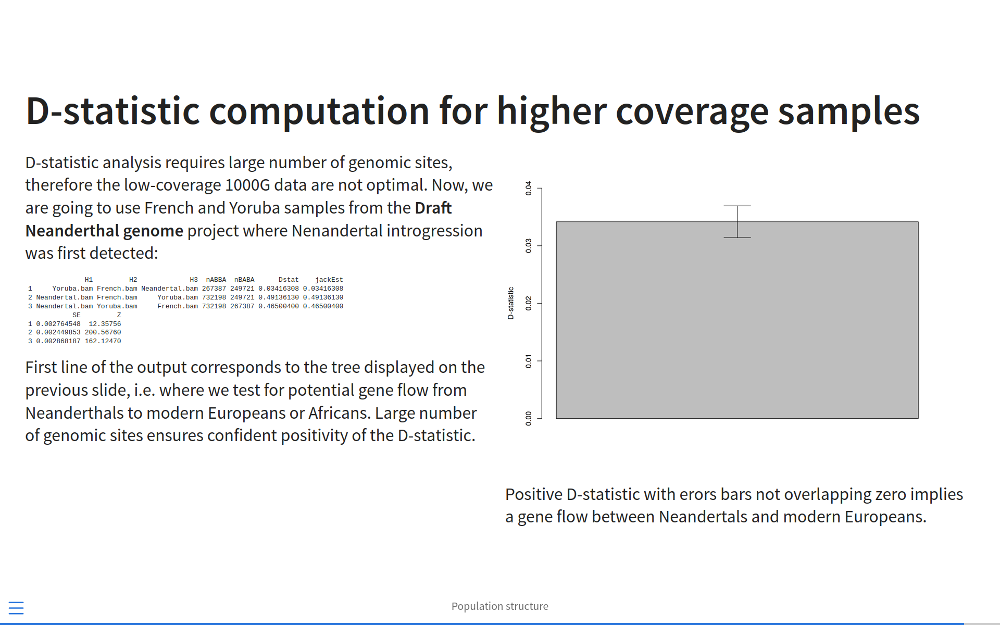 D-statistic computation for higher coverage samples
D-statistic analysis requires large number of genomic sites,
therefore the low-coverage 1000G data are not optimal. Now, we
are going to use French and Yoruba samples from the Draft
Neanderthal genome project where Nenandertal introgression
was first detected:
H1 H2 H3 nABBA nBABA Dstat jackEst
1 Yoruba.bam French.bam Neandertal.bam 267387 249721 0.03416308 0.03416308
2 Neandertal.bam French.bam Yoruba.bam 732198 249721 0.49136130 0.49136130
3 Neandertal.bam Yoruba.bam French.bam 732198 267387 0.46500400 0.46500400
SE Z
1 0.002764548 12.35756
2 0.002449853 200.56760
3 0.002868187 162.12470
First line of the output corresponds to the tree displayed on the
previous slide, i.e. where we test for potential gene flow from
Neanderthals to modern Europeans or Africans. Large number
of genomic sites ensures confident positivity of the D-statistic.
0.04
0.03
0.02
0.01
0.00
D-statistic
Positive D-statistic with erors bars not overlapping zero implies
a gene flow between Neandertals and modern Europeans.
Population structure